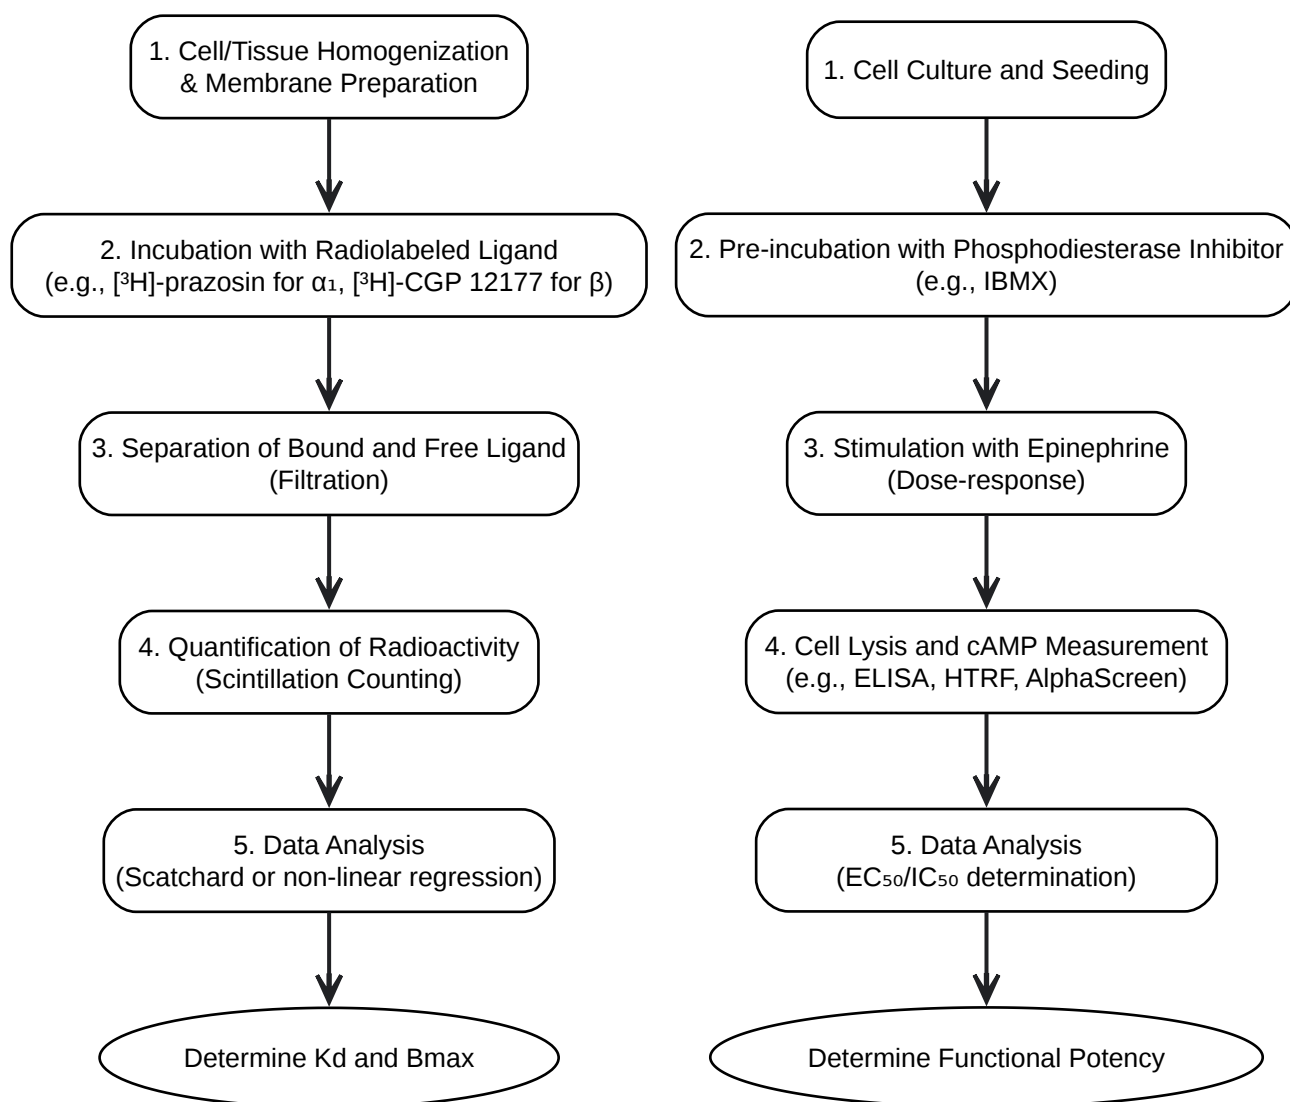 1. Cell/Tissue Homogenization
& Membrane Preparation
2. Incubation with Radiolabeled Ligand
(e.g., [³H]-prazosin for α₁, [³H]-CGP 12177 for β)
3. Separation of Bound and Free Ligand
(Filtration)
4. Quantification of Radioactivity
(Scintillation Counting)
5. Data Analysis
(Scatchard or non-linear regression)
Determine Kd and Bmax
1. Cell Culture and Seeding
2. Pre-incubation with Phosphodiesterase Inhibitor
(e.g., IBMX)
3. Stimulation with Epinephrine
(Dose-response)
4. Cell Lysis and cAMP Measurement
(e.g., ELISA, HTRF, AlphaScreen)
5. Data Analysis
(EC₅₀/IC₅₀ determination)
Determine Functional Potency